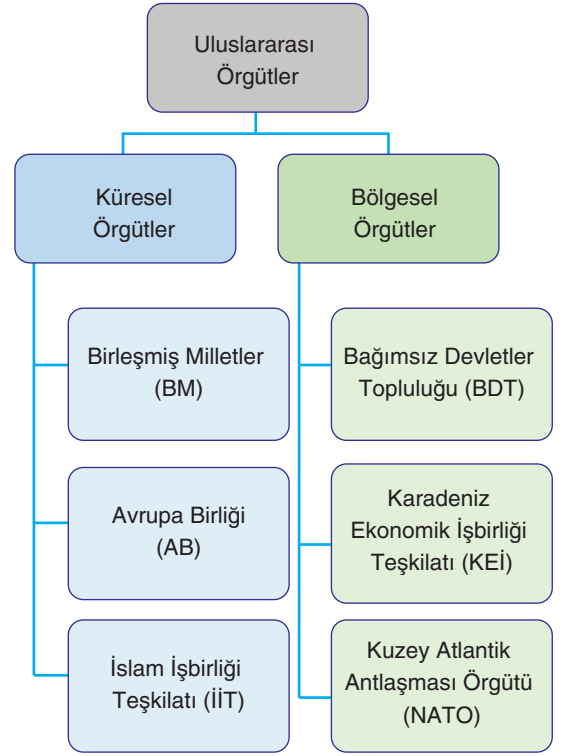 Uluslararası
Örgütler
Küresel
Örgütler
Bölgesel
Örgütler
Birleşmiş Milletler
(BM)
Bağımsız Devletler
Topluluğu (BDT)
Avrupa Birliği
(AB)
Karadeniz
Ekonomik İşbirliği
Teşkilatı (KEİ)
İslam İşbirliği
Teşkilatı (İİT)
Kuzey Atlantik
Antlaşması Örgütü
(NATO)